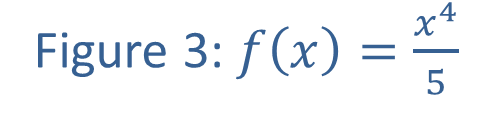 Figure 3: f(x) = x⁴/5